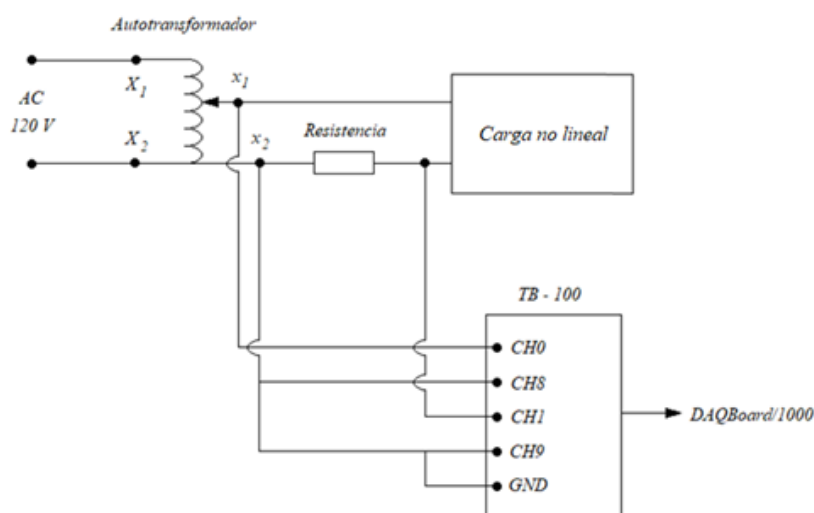 Autotransformador
X1
x1
AC
120 V
X2
x2
Resistencia
Carga no lineal
TB - 100
CH0
CH8
CH1
CH9
GND
DAQBoard/1000